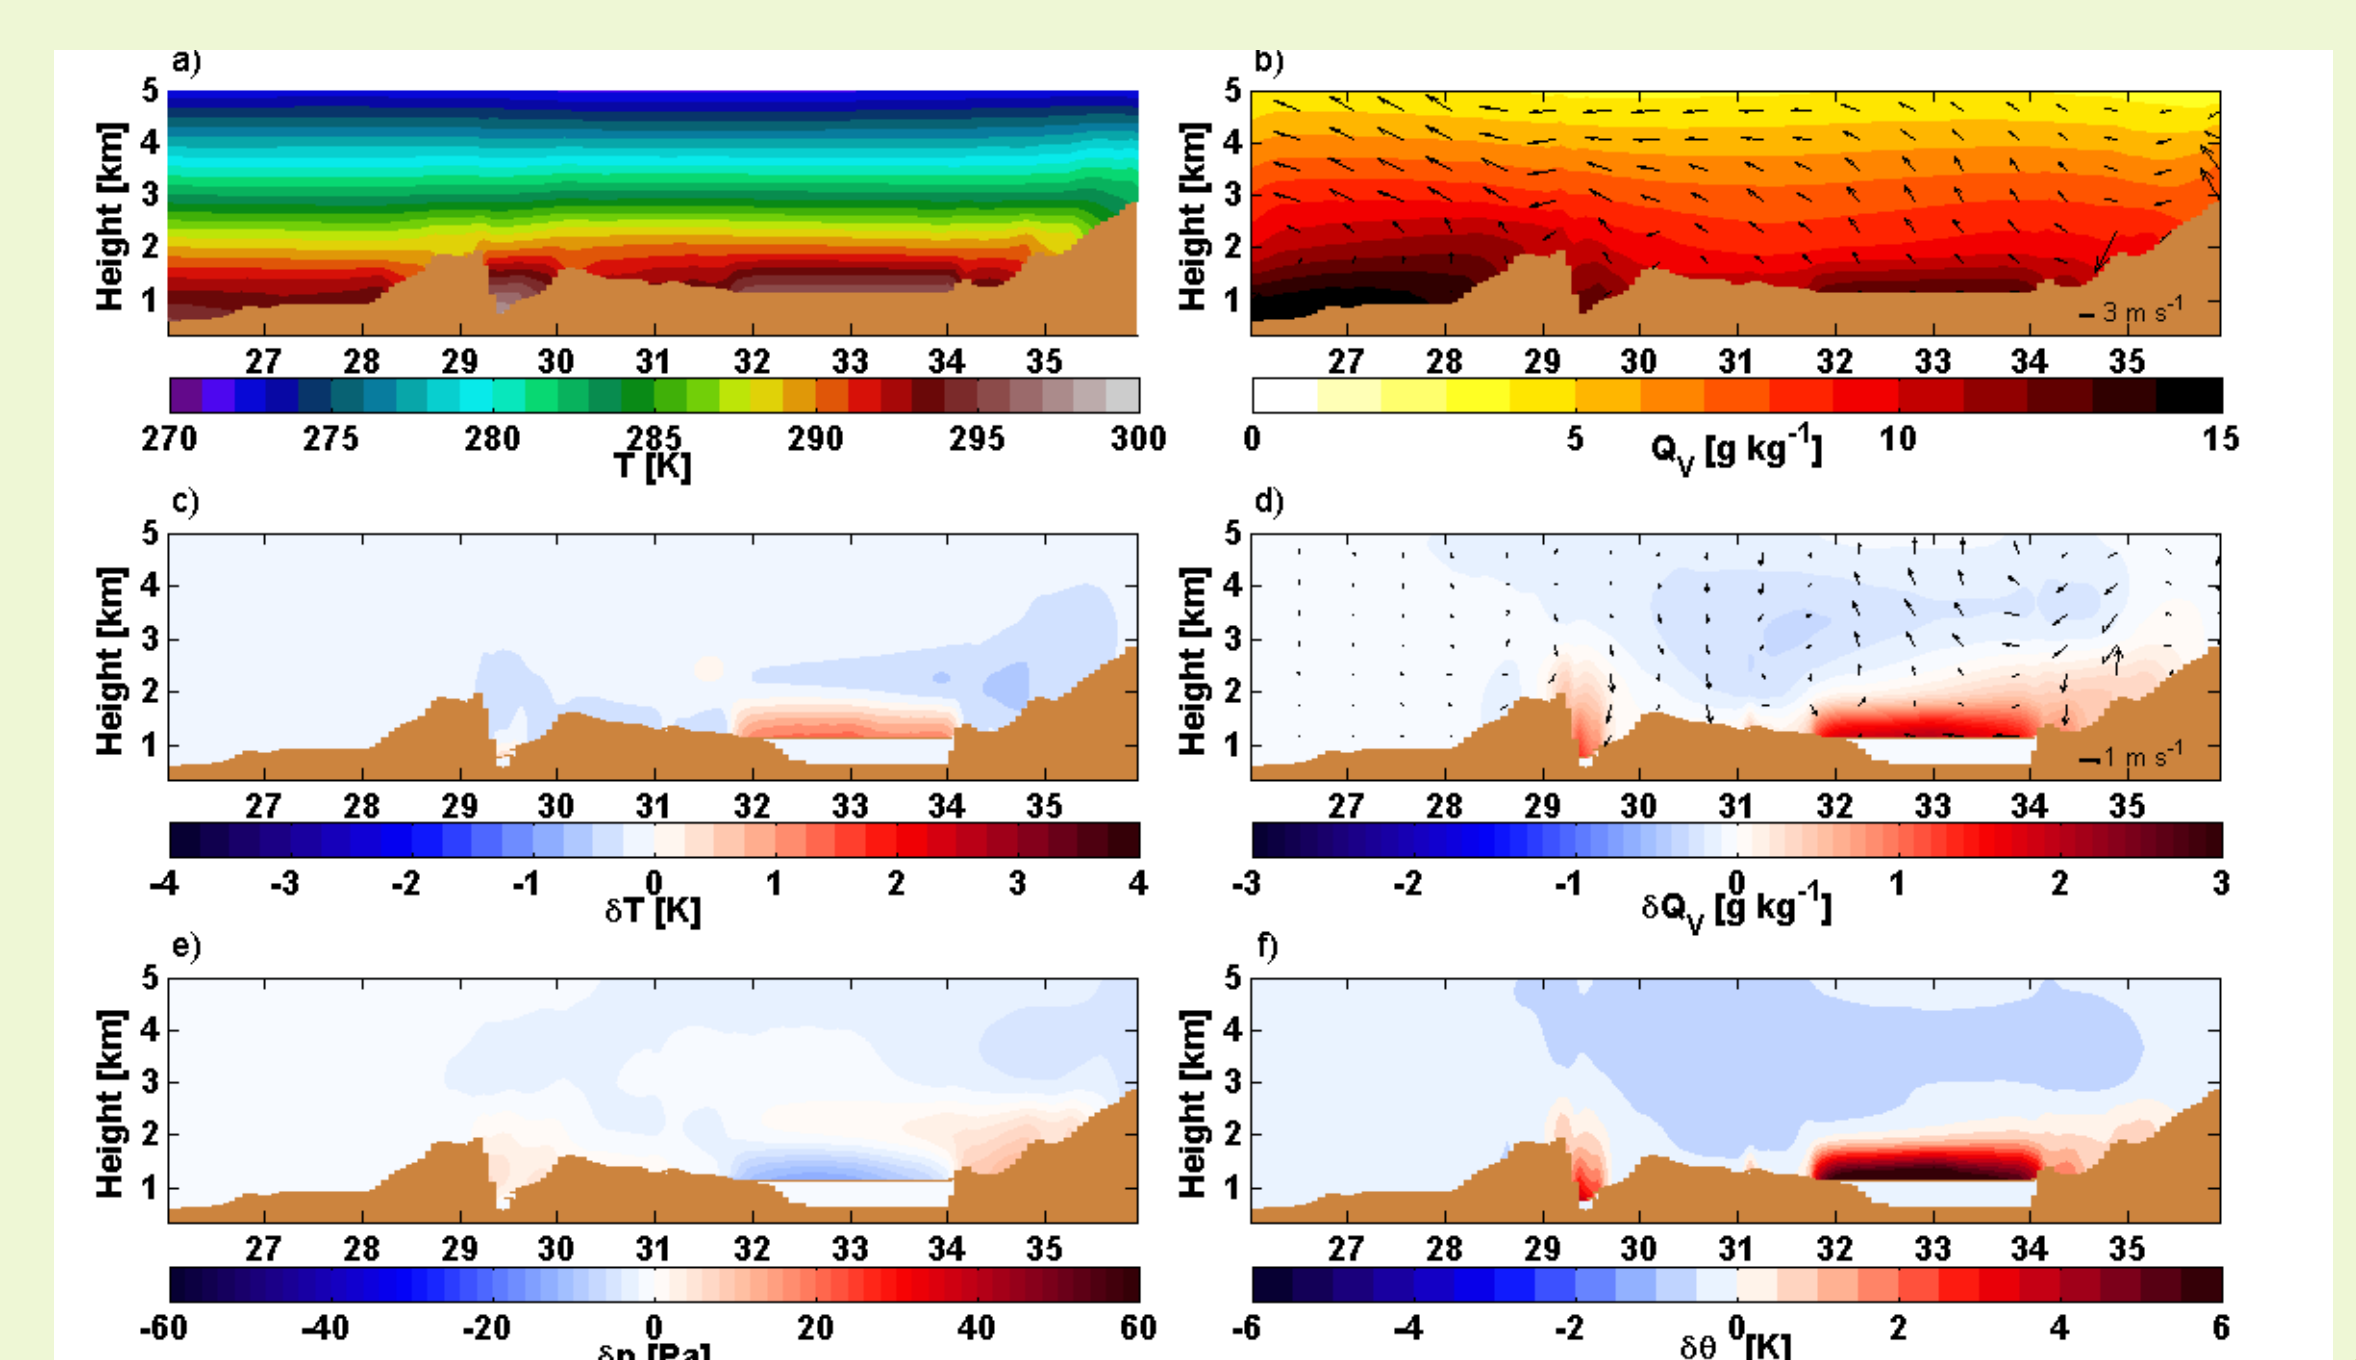 a)
5
4
3
2
1
Height [km]
27 28 29 30 31 32 33 34 35
270 275 280 285 290 295 300
T [K]
b)
5
4
3
2
1
Height [km]
3 m s⁻¹
27 28 29 30 31 32 33 34 35
0 5 10 15
Q_V [g kg⁻¹]
c)
5
4
3
2
1
Height [km]
27 28 29 30 31 32 33 34 35
-4 -3 -2 -1 0 1 2 3 4
δT [K]
d)
5
4
3
2
1
Height [km]
1 m s⁻¹
27 28 29 30 31 32 33 34 35
-3 -2 -1 0 1 2 3
δQ_V [g kg⁻¹]
e)
5
4
3
2
1
Height [km]
27 28 29 30 31 32 33 34 35
-60 -40 -20 0 20 40 60
δp [Pa]
f)
5
4
3
2
1
Height [km]
27 28 29 30 31 32 33 34 35
-6 -4 -2 0 2 4 6
δθ [K]